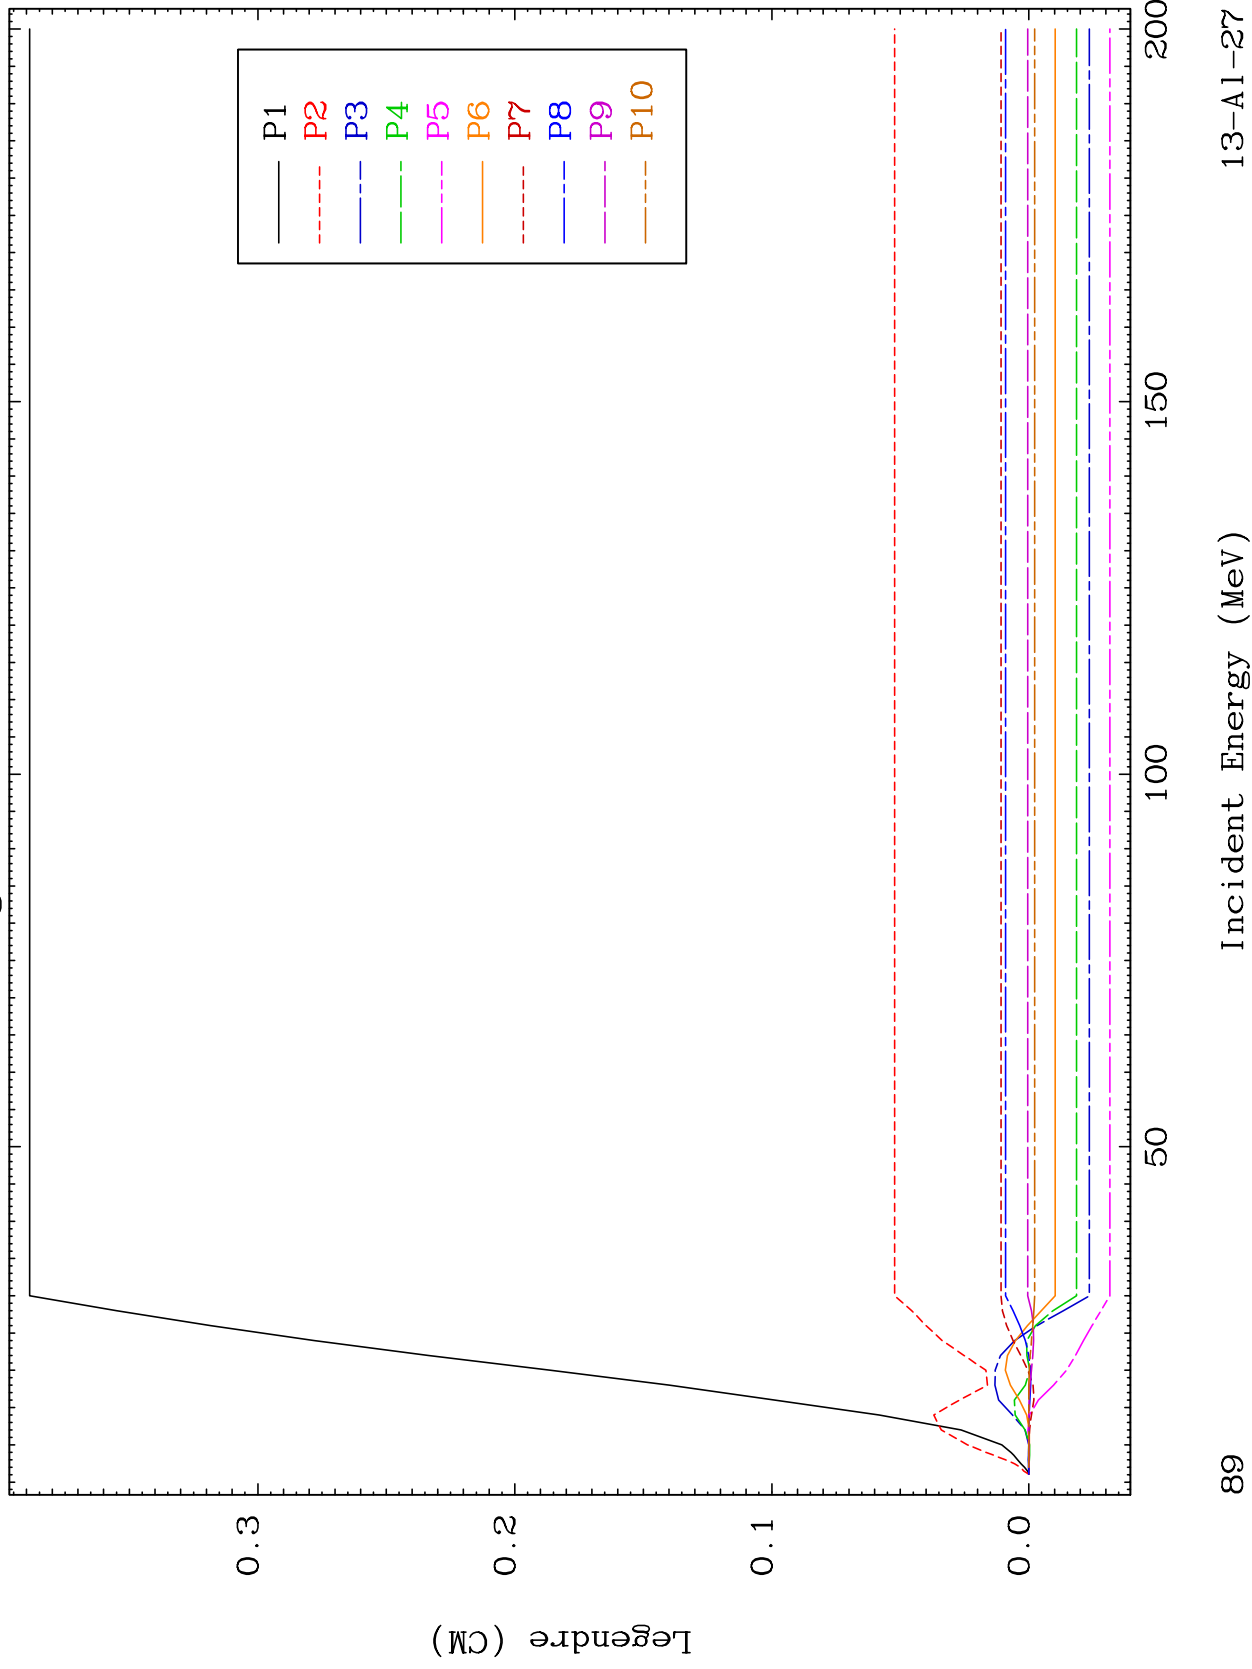 P1
P2
P3
P4
P5
P6
P7
P8
P9
P10
0.3
0.2
0.1
0.0
Legendre (CM)
50
100
150
200
Incident Energy (MeV)
89
13-Al-27